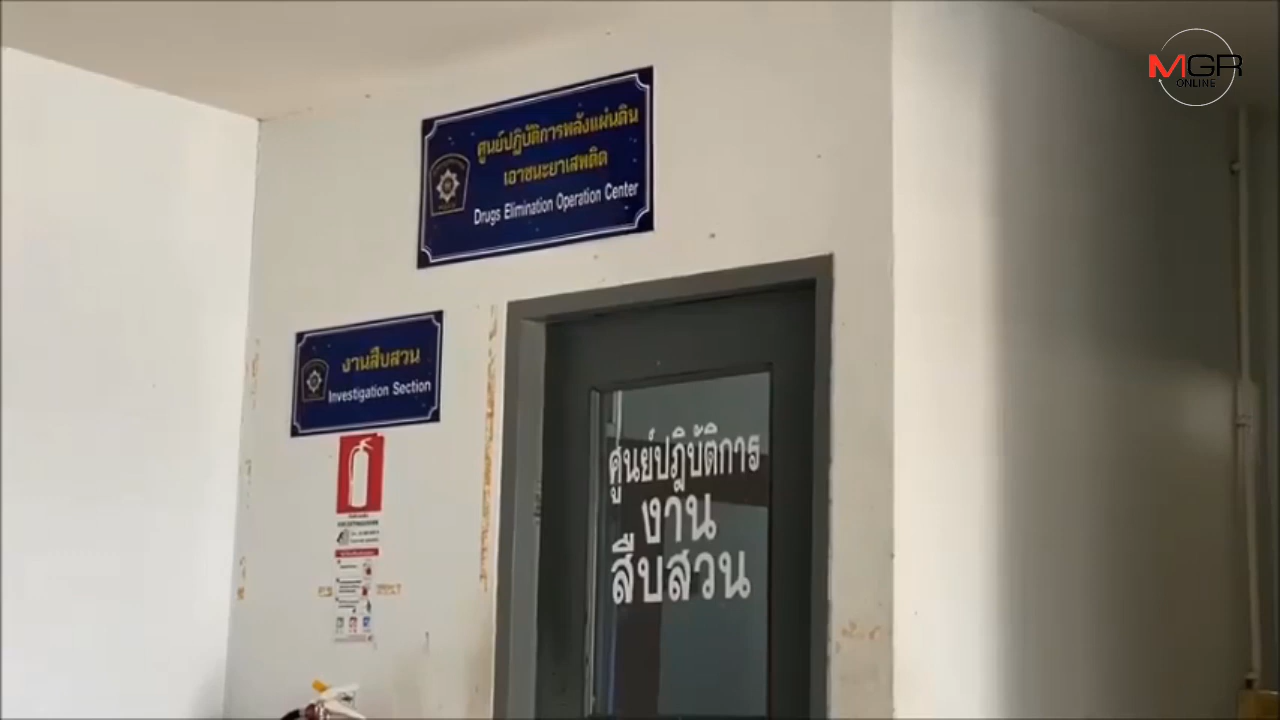 MGR
ONLINE
ศูนย์ปฏิบัติการพลังแผ่นดิน
เอาชนะยาเสพติด
Drugs Elimination Operation Center
งานสืบสวน
Investigation Section
ศูนย์ปฎิบัติการ
งาน
สืบสวน